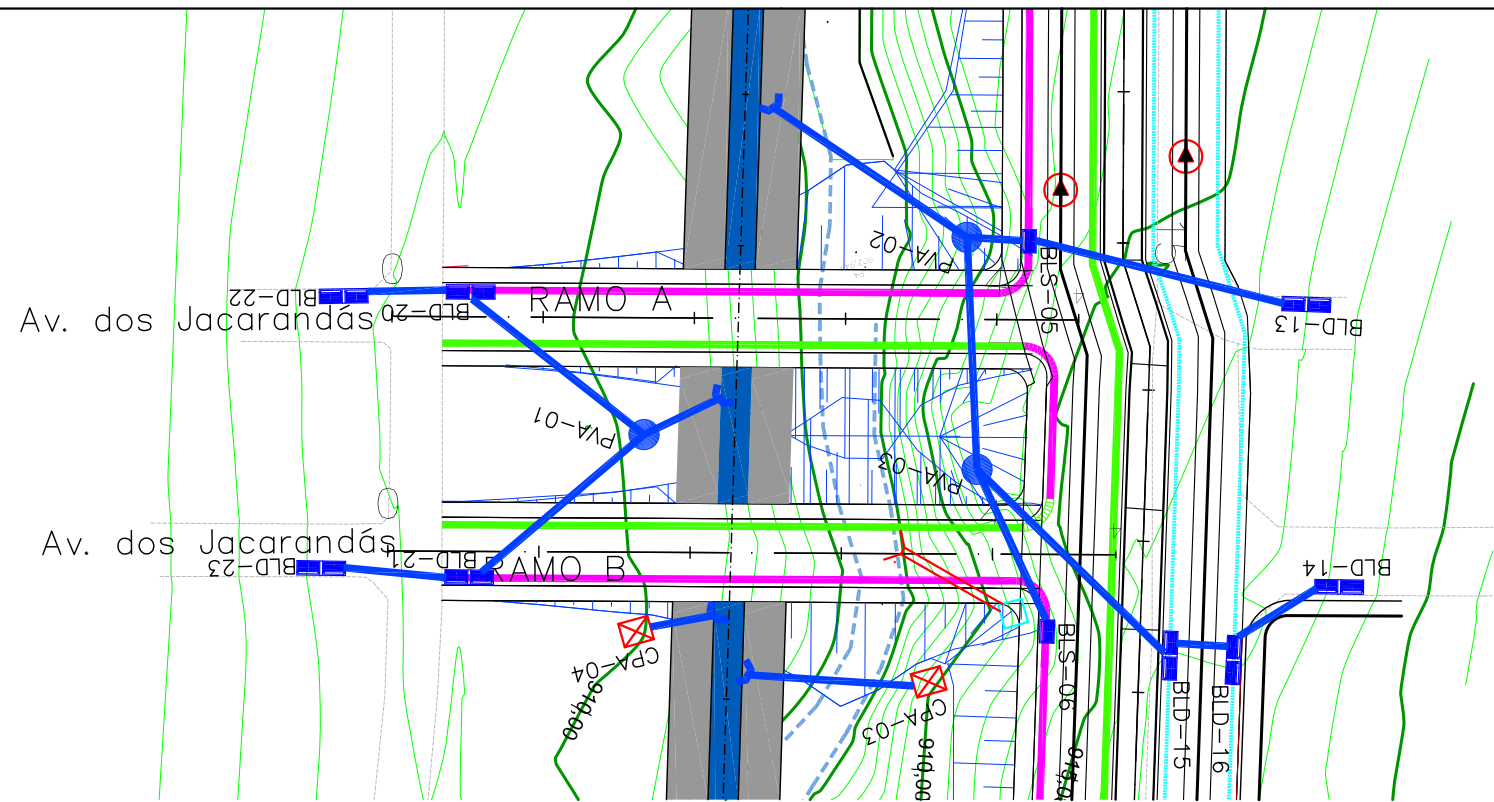 PVA-02
BLS-05
BLD-22
BLD-20
RAMO A
Av. dos Jacarandás
BLD-13
PVA-01
PVA-03
Av. dos Jacarandás
BLD-23
BLD-21
RAMO B
BLD-14
CPA-04
BLS-06
910,00
CPA-03
BLD-15
BLD-16
910,00